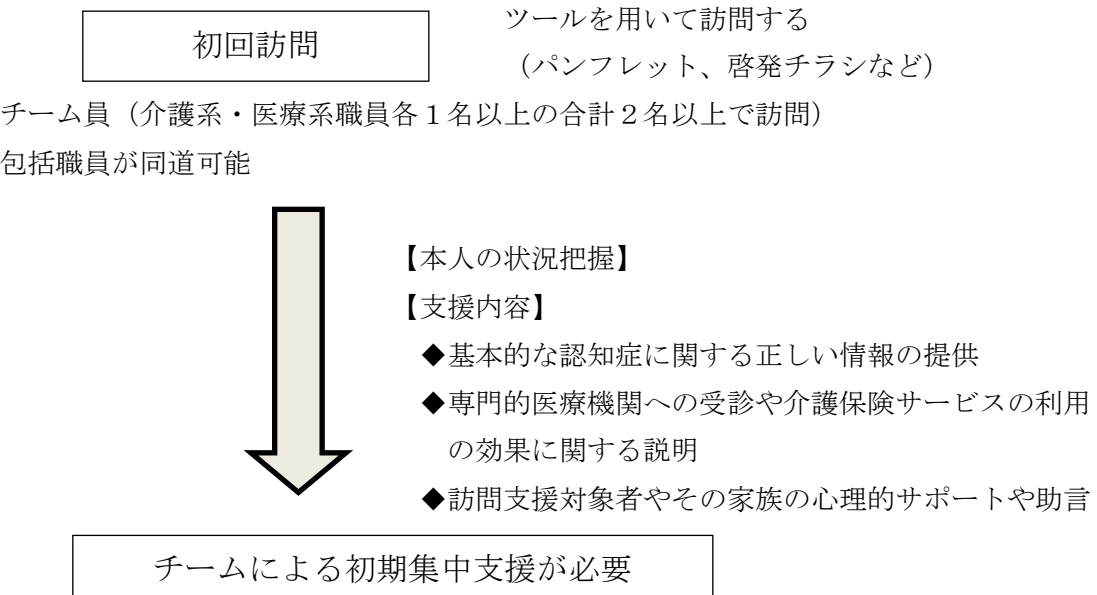 初回訪問
ツールを用いて訪問する
（パンフレット、啓発チラシなど）
チーム員（介護系・医療系職員各１名以上の合計２名以上で訪問）
包括職員が同道可能
【本人の状況把握】
【支援内容】
◆基本的な認知症に関する正しい情報の提供
◆専門的医療機関への受診や介護保険サービスの利用
の効果に関する説明
◆訪問支援対象者やその家族の心理的サポートや助言
チームによる初期集中支援が必要